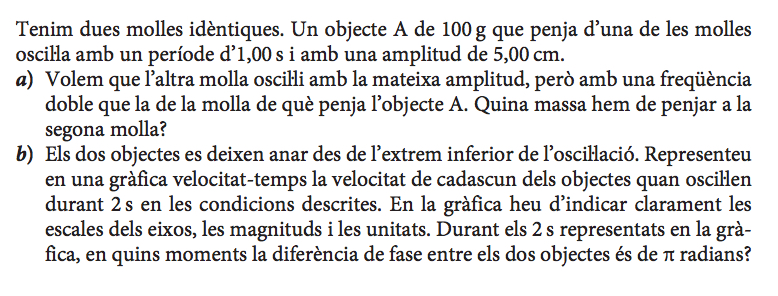 Tenim dues molles idèntiques. Un objecte A de 100 g que penja d’una de les molles
oscil·la amb un període d’1,00 s i amb una amplitud de 5,00 cm.
a) Volem que l’altra molla oscil·li amb la mateixa amplitud, però amb una freqüència
doble que la de la molla de què penja l’objecte A. Quina massa hem de penjar a la
segona molla?
b) Els dos objectes es deixen anar des de l’extrem inferior de l’oscil·lació. Representeu
en una gràfica velocitat-temps la velocitat de cadascun dels objectes quan oscil·len
durant 2 s en les condicions descrites. En la gràfica heu d’indicar clarament les
escales dels eixos, les magnituds i les unitats. Durant els 2 s representats en la grà-
fica, en quins moments la diferència de fase entre els dos objectes és de π radians?